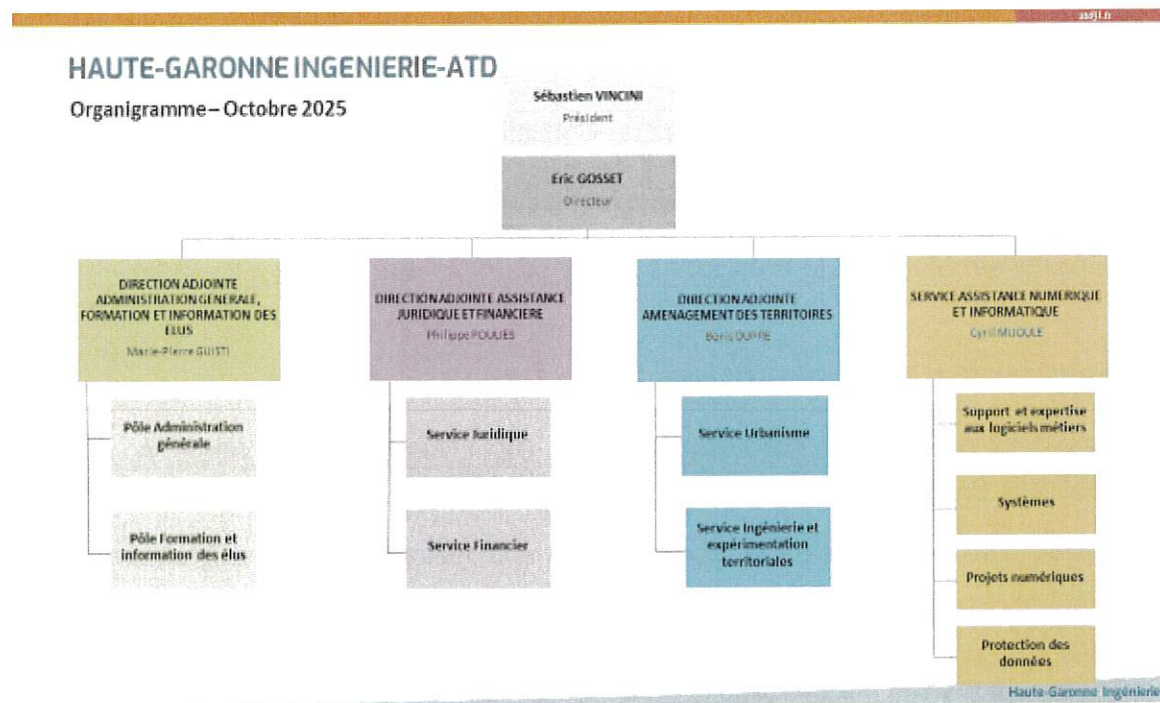 atd31.fr
HAUTE-GARONNE INGENIERIE-ATD
Organigramme – Octobre 2025
Sébastien VINCINI
Président
Eric GOSSET
Directeur
DIRECTION ADJOINTE
ADMINISTRATION GENERALE,
FORMATION ET INFORMATION DES
ELUS
Marie-Pierre GUISTI
Pôle Administration
générale
Pôle Formation et
information des élus
DIRECTION ADJOINTE ASSISTANCE
JURIDIQUE ET FINANCIERE
Philippe POULIES
Service Juridique
Service Financier
DIRECTION ADJOINTE
AMENAGEMENT DES TERRITOIRES
Boris DUPRE
Service Urbanisme
Service Ingénierie et
expérimentation
territoriales
SERVICE ASSISTANCE NUMERIQUE
ET INFORMATIQUE
Cyril
Support et expertise
aux logiciels métiers
Systèmes
Projets numériques
Protection des
données
Haute-Garonne Ingénierie